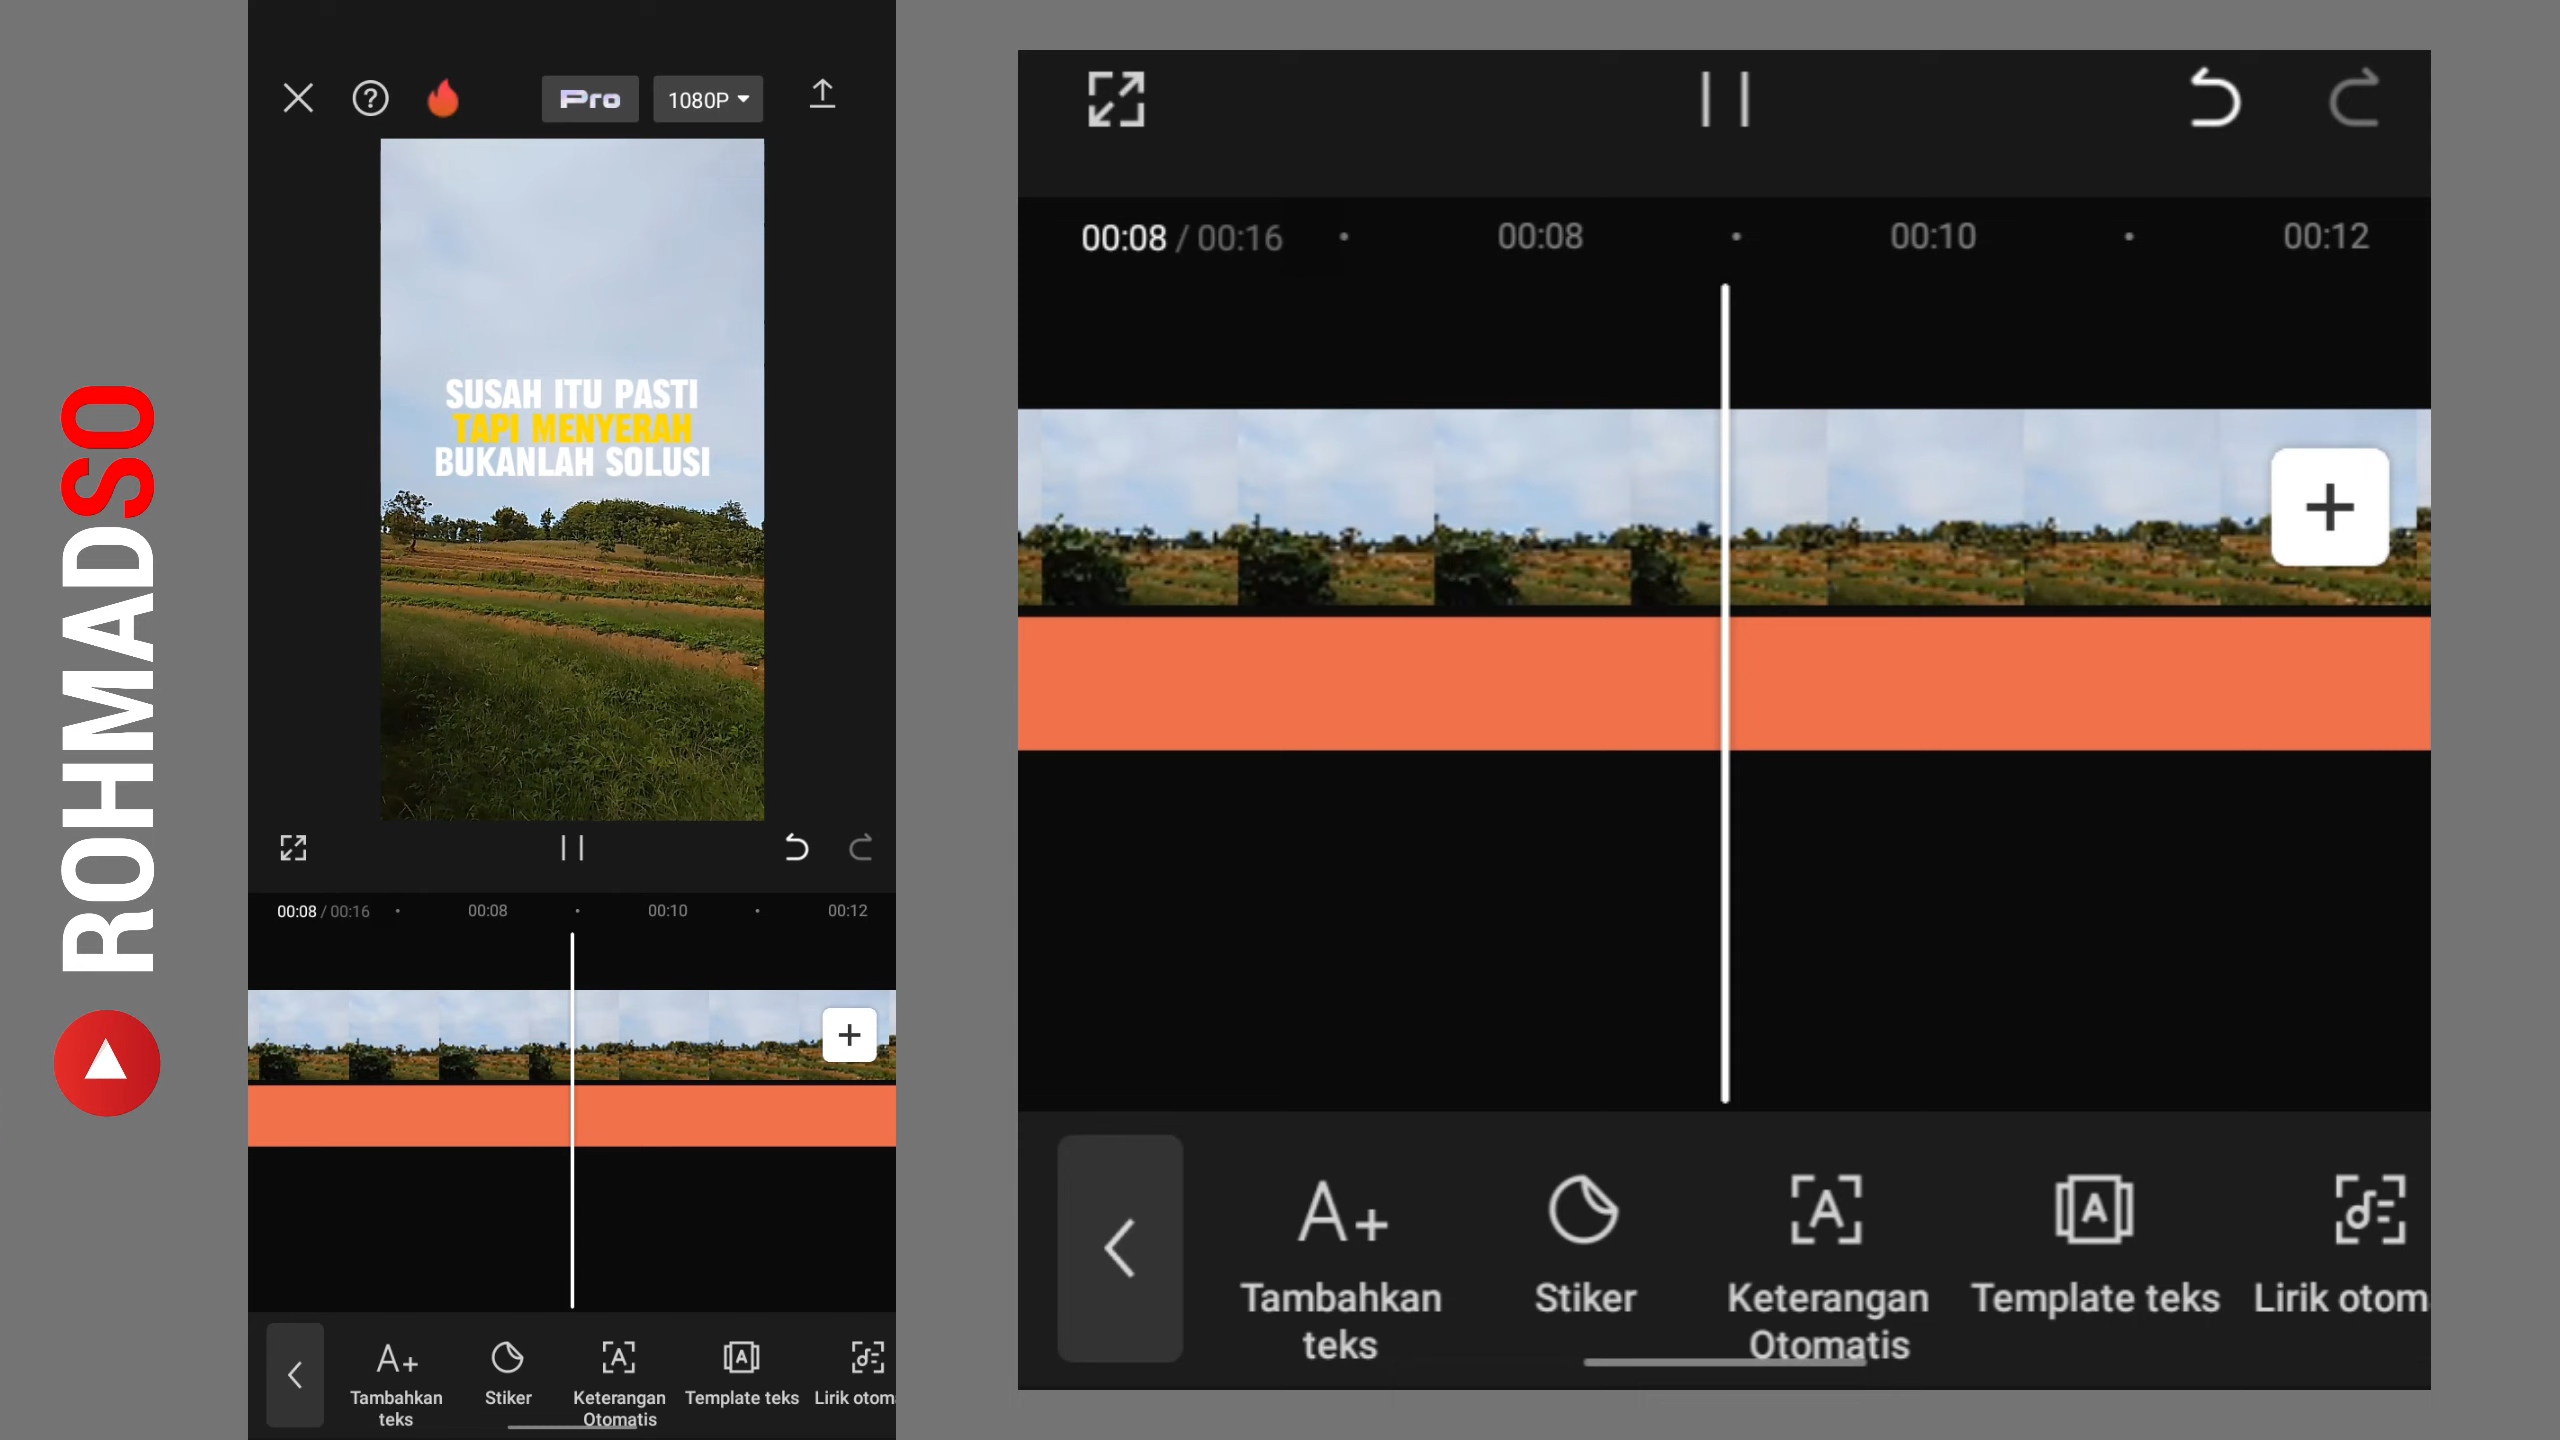 ROHMADSO
Pro
1080P
SUSAH ITU PASTI
TAPI MENYERAH
BUKANLAH SOLUSI
00:08 / 00:16
00:08
00:10
00:12
Tambahkan
teks
Stiker
Keterangan
Otomatis
Template teks
Lirik otom
00:08 / 00:16
00:08
00:10
00:12
Tambahkan
teks
Stiker
Keterangan
Otomatis
Template teks
Lirik otom